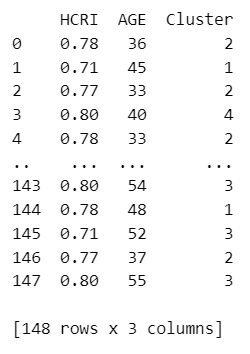 HCRI AGE Cluster
0 0.78 36 2
1 0.71 45 1
2 0.77 33 2
3 0.80 40 4
4 0.78 33 2
.. ... ... ...
143 0.80 54 3
144 0.78 48 1
145 0.71 52 3
146 0.77 37 2
147 0.80 55 3
[148 rows x 3 columns]